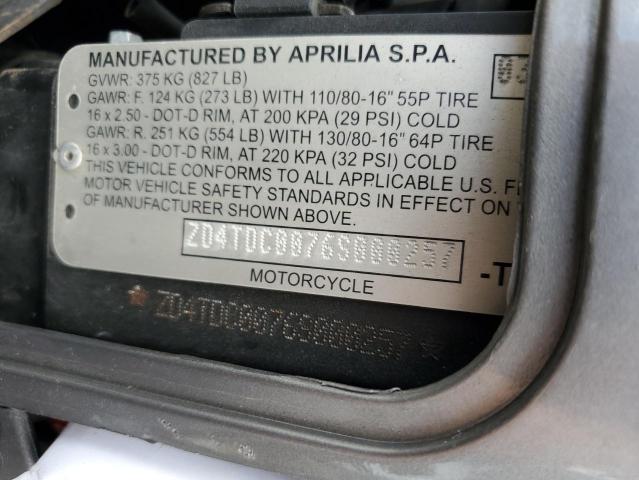 MANUFACTURED BY APRILIA S.P.A.
GVWR: 375 KG (827 LB)
GAWR: F. 124 KG (273 LB) WITH 110/80-16" 55P TIRE
16 x 2.50 - DOT-D RIM, AT 200 KPA (29 PSI) COLD
GAWR: R. 251 KG (554 LB) WITH 130/80-16" 64P TIRE
16 x 3.00 - DOT-D RIM, AT 220 KPA (32 PSI) COLD
THIS VEHICLE CONFORMS TO ALL APPLICABLE U.S. F
MOTOR VEHICLE SAFETY STANDARDS IN EFFECT ON
OF MANUFACTURER SHOWN ABOVE.
ZD4TDC0076S000257
MOTORCYCLE
-T
ZD4TDC0076S000257